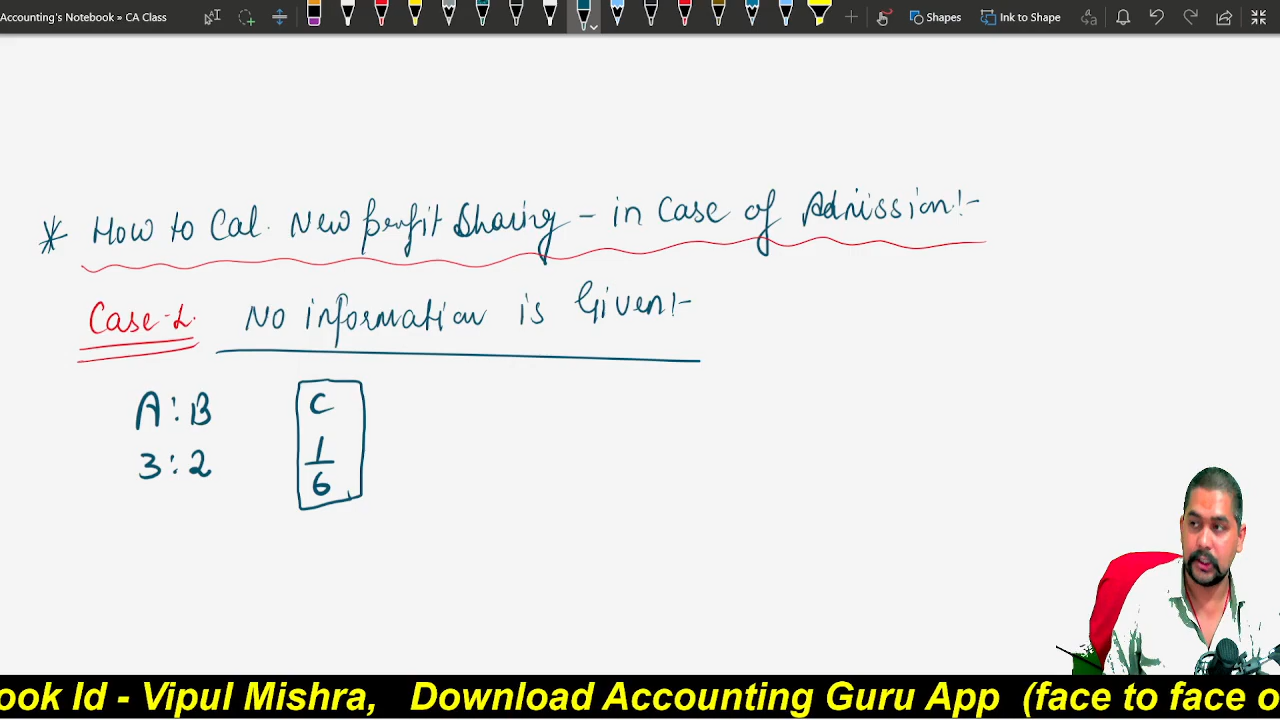 Accounting's Notebook » CA Class
Shapes
Ink to Shape
* How to Cal. New profit Sharing - in Case of Admission:-
Case-1. No information is Given:-
A : B C
3 : 2 1/6
ook Id - Vipul Mishra, Download Accounting Guru App (face to face o